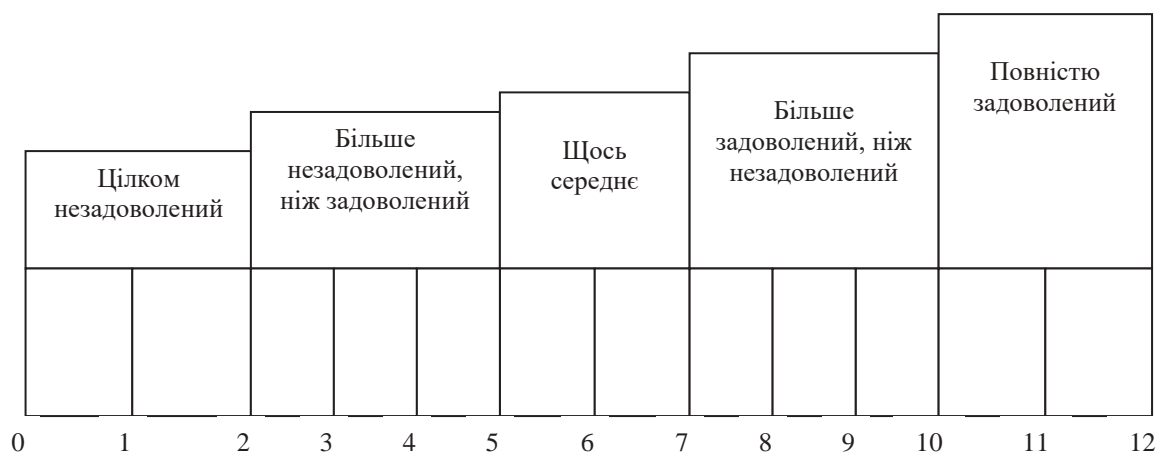 Цілком
незадоволений
Більше
незадоволений,
ніж задоволений
Щось
середнє
Більше
задоволений, ніж
незадоволений
Повністю
задоволений
0 1 2 3 4 5 6 7 8 9 10 11 12